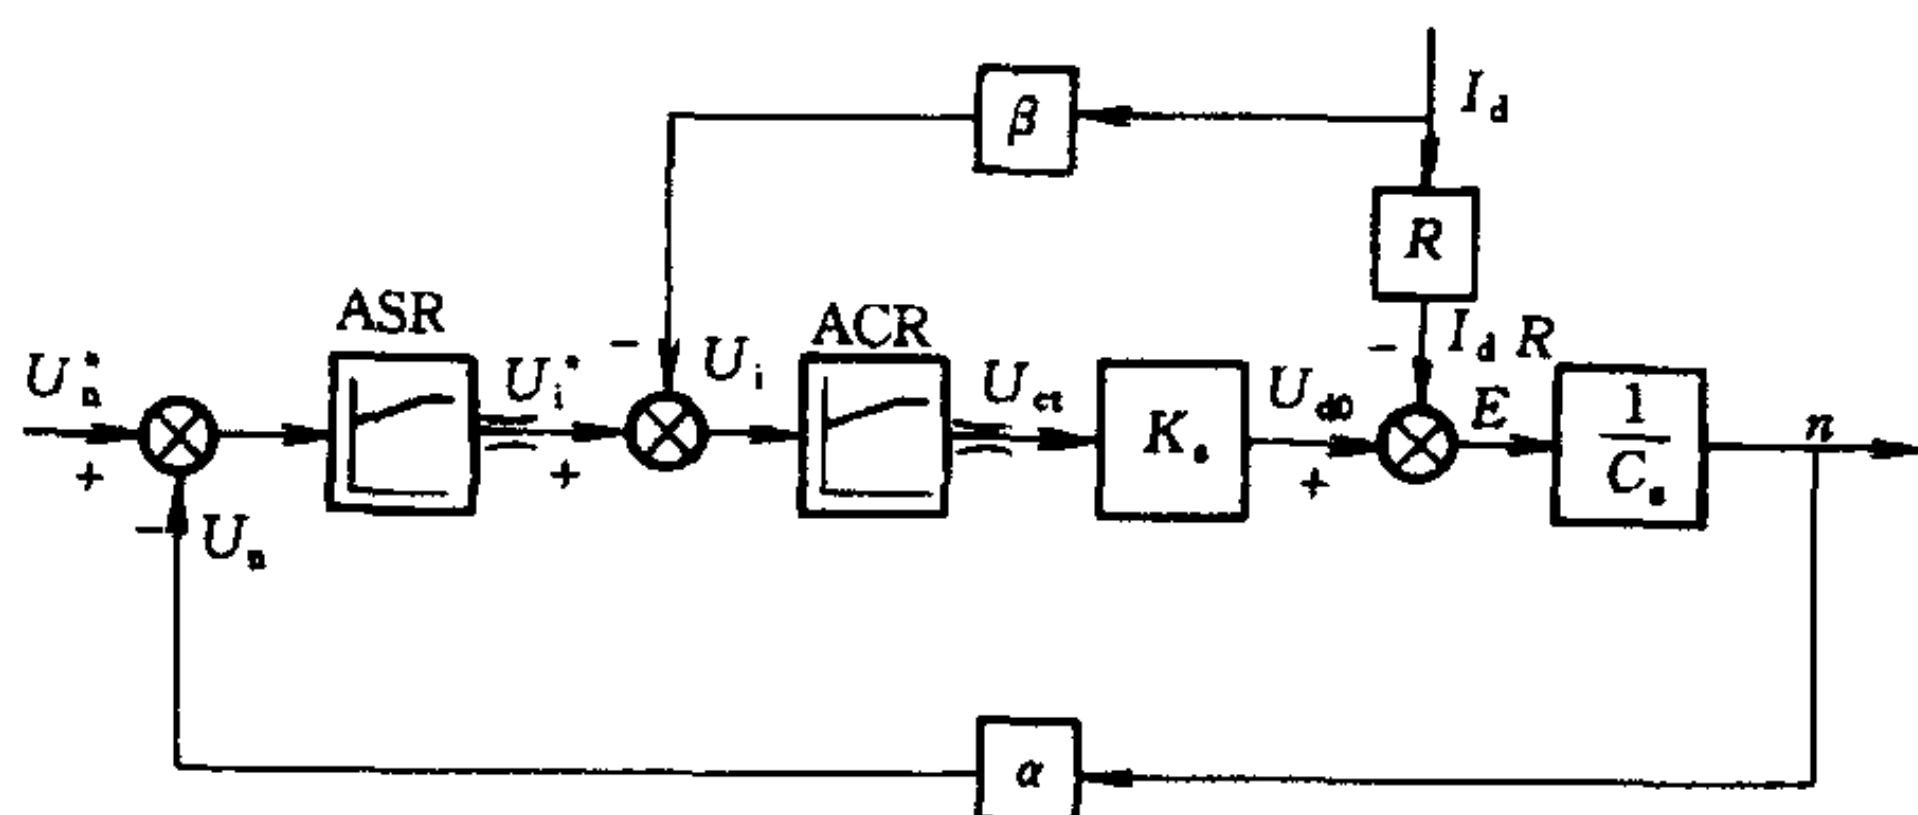 I_d
β
R
ASR
ACR
U_n^*
U_i^*
−
U_i
U_ct
K_s
U_d0
−
I_d R
E
1
C_e
n
+
+
+
−
U_n
α